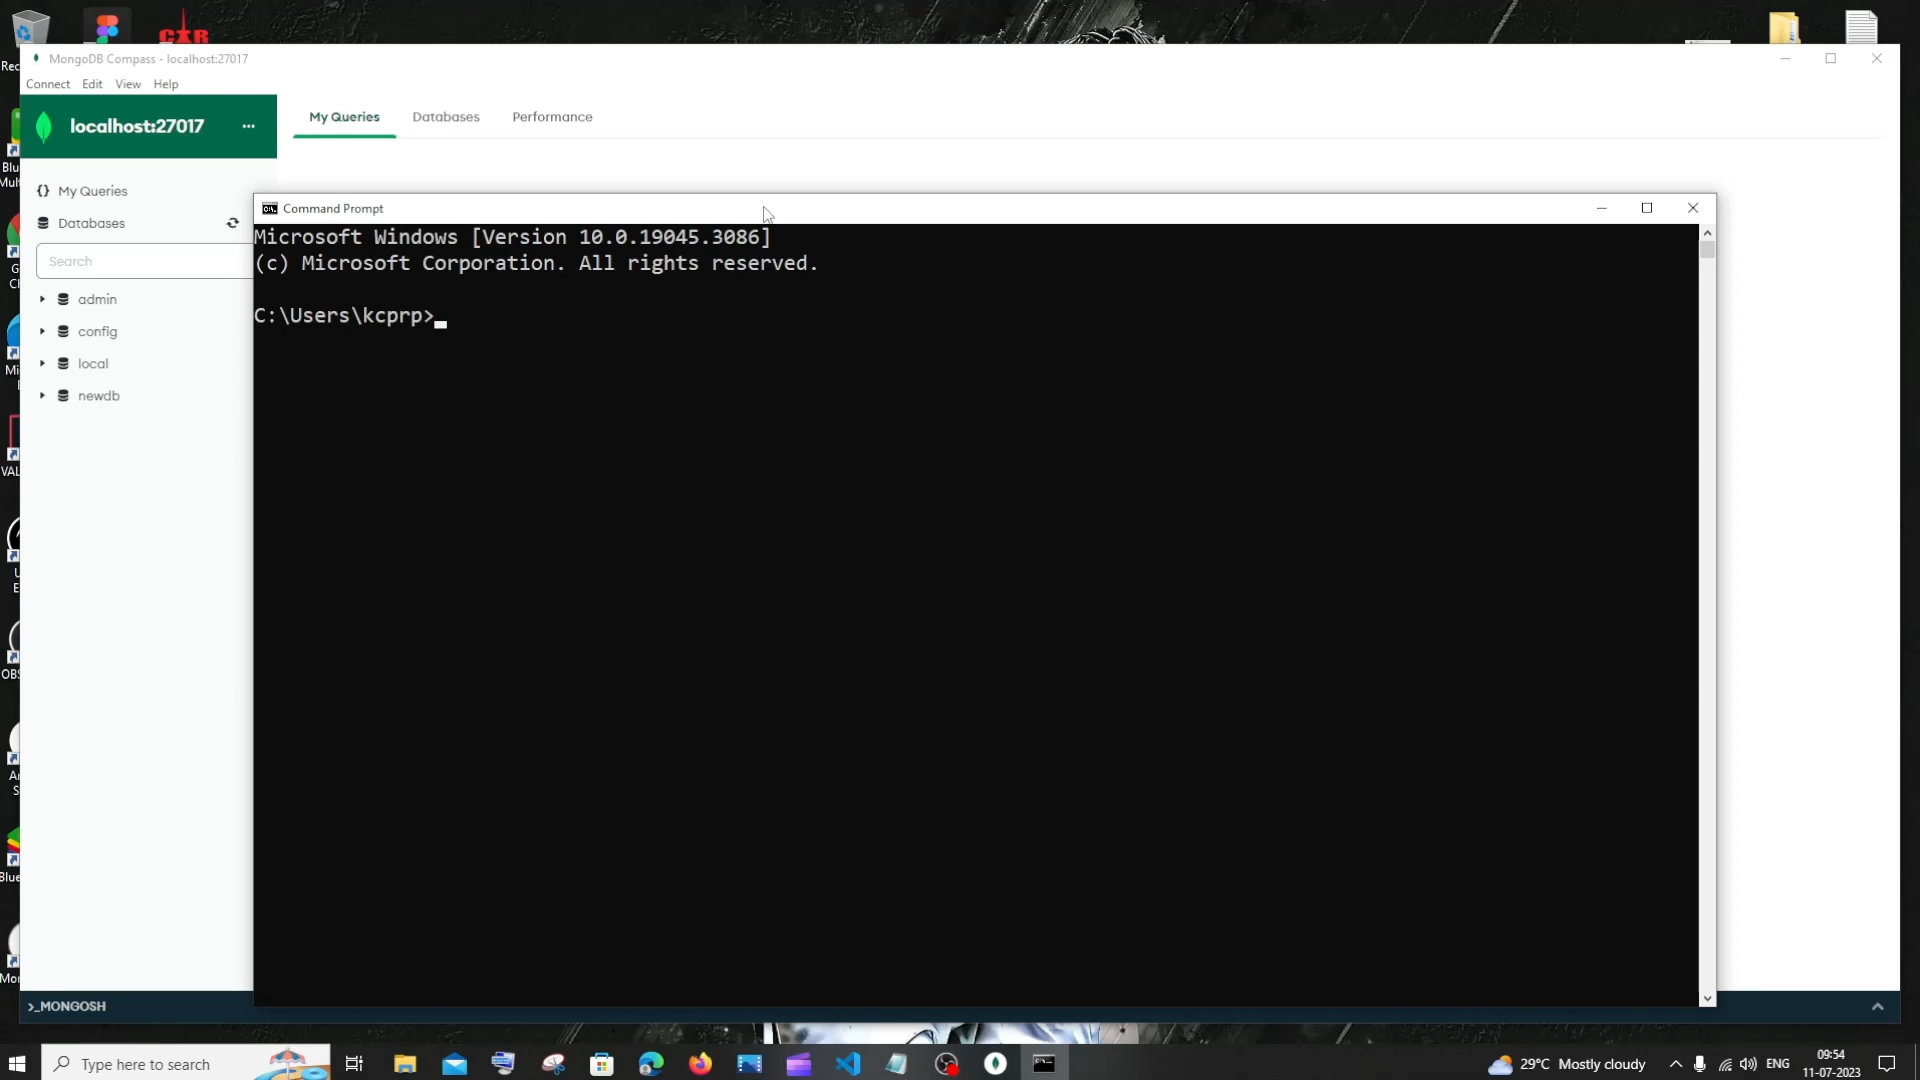 MongoDB Compass - localhost:27017
Connect Edit View Help
localhost:27017 ...
My Queries Databases Performance
{} My Queries
Databases
Search
admin
config
local
newdb
Command Prompt
Microsoft Windows [Version 10.0.19045.3086]
(c) Microsoft Corporation. All rights reserved.
C:\Users\kcprp>
>_MONGOSH
Type here to search
29°C Mostly cloudy
ENG
09:54
11-07-2023